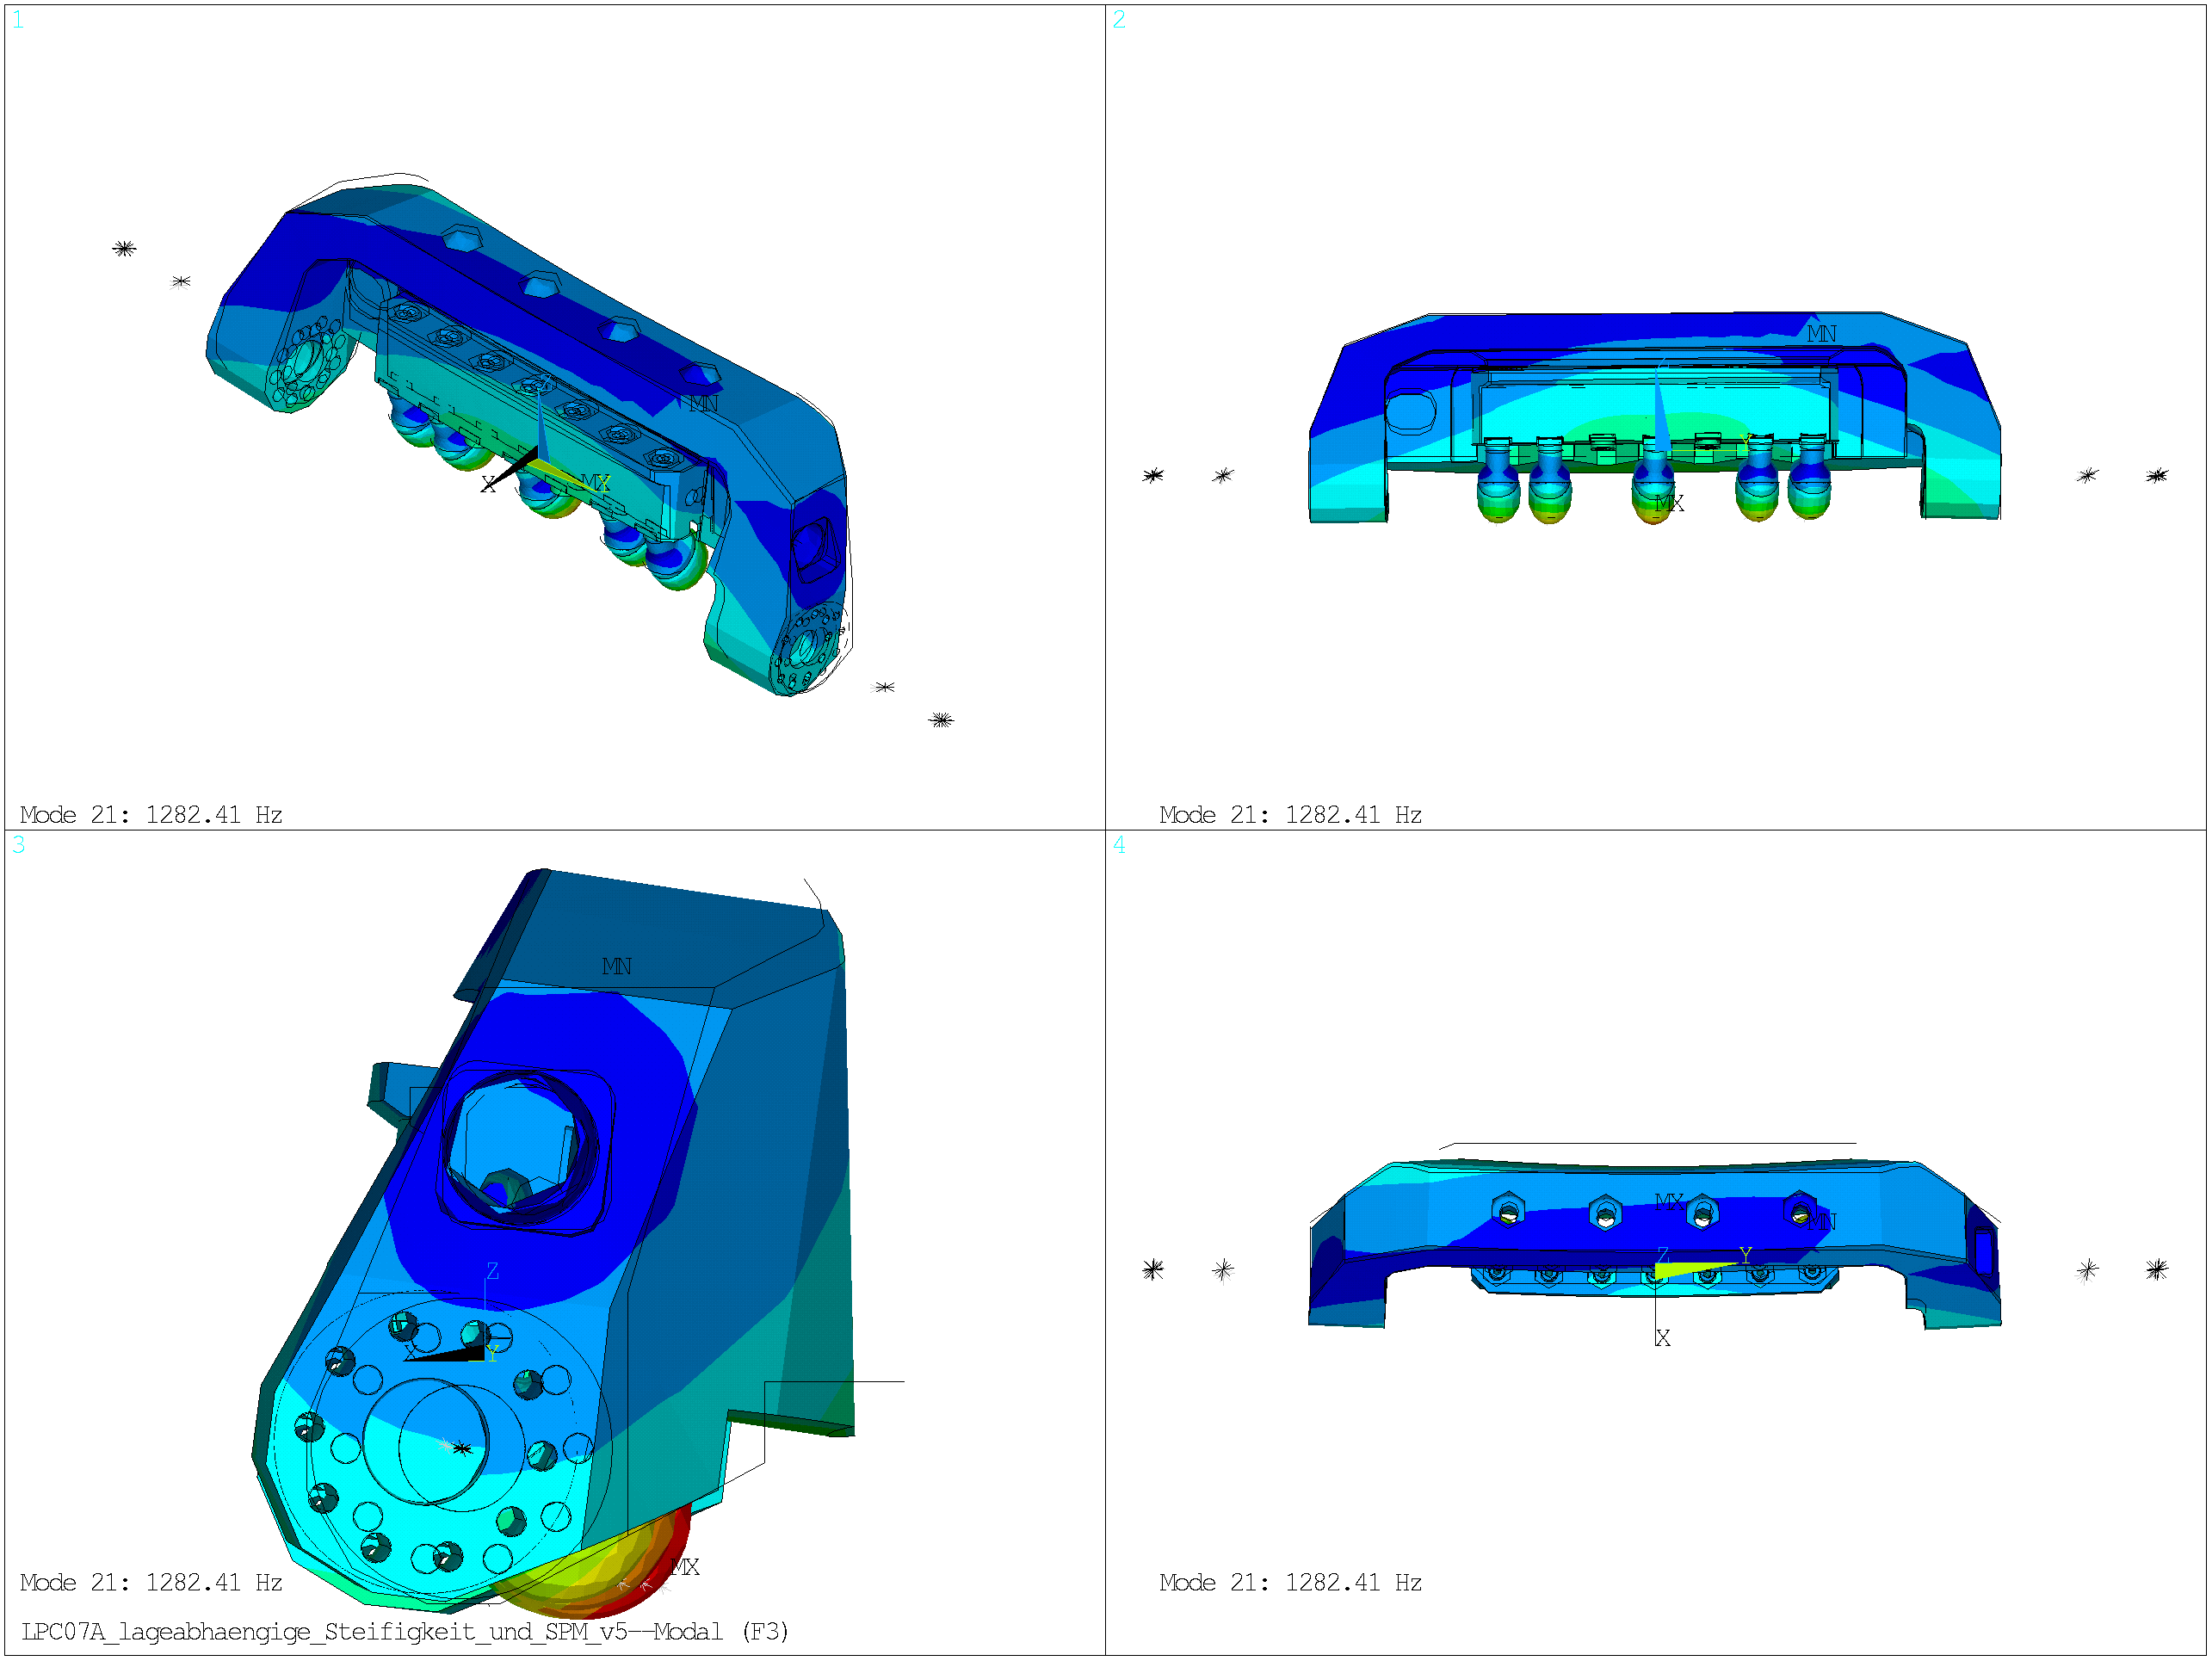 1
MN
X
MX
Y
Mode 21: 1282.41 Hz
2
MN
Y
MX
Mode 21: 1282.41 Hz
3
MN
Z
X
Y
MX
Mode 21: 1282.41 Hz
LPC07A_lageabhaengige_Steifigkeit_und_SPM_v5--Modal (F3)
4
MX
MN
Z
Y
X
Mode 21: 1282.41 Hz